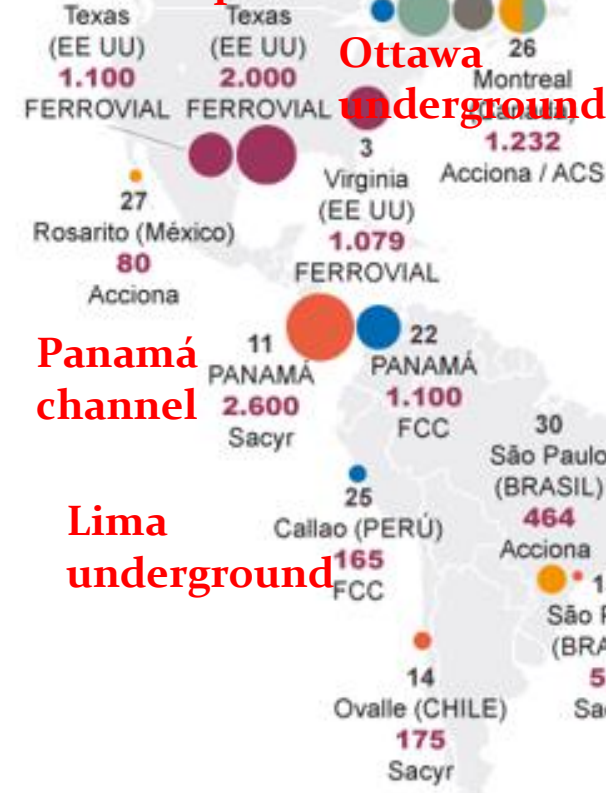 Texas
(EE UU)
1.100
FERROVIAL
Texas
(EE UU)
2.000
FERROVIAL
Ottawa
underground
26
Montreal
1.232
Acciona / ACS
3
Virginia
(EE UU)
1.079
FERROVIAL
27
Rosarito (México)
80
Acciona
Panamá
channel
11
PANAMÁ
2.600
Sacyr
22
PANAMÁ
1.100
FCC
30
São Paulo
(BRASIL)
464
Acciona
Lima
underground
25
Callao (PERÚ)
165
FCC
São
14
Ovalle (CHILE)
175
Sacyr